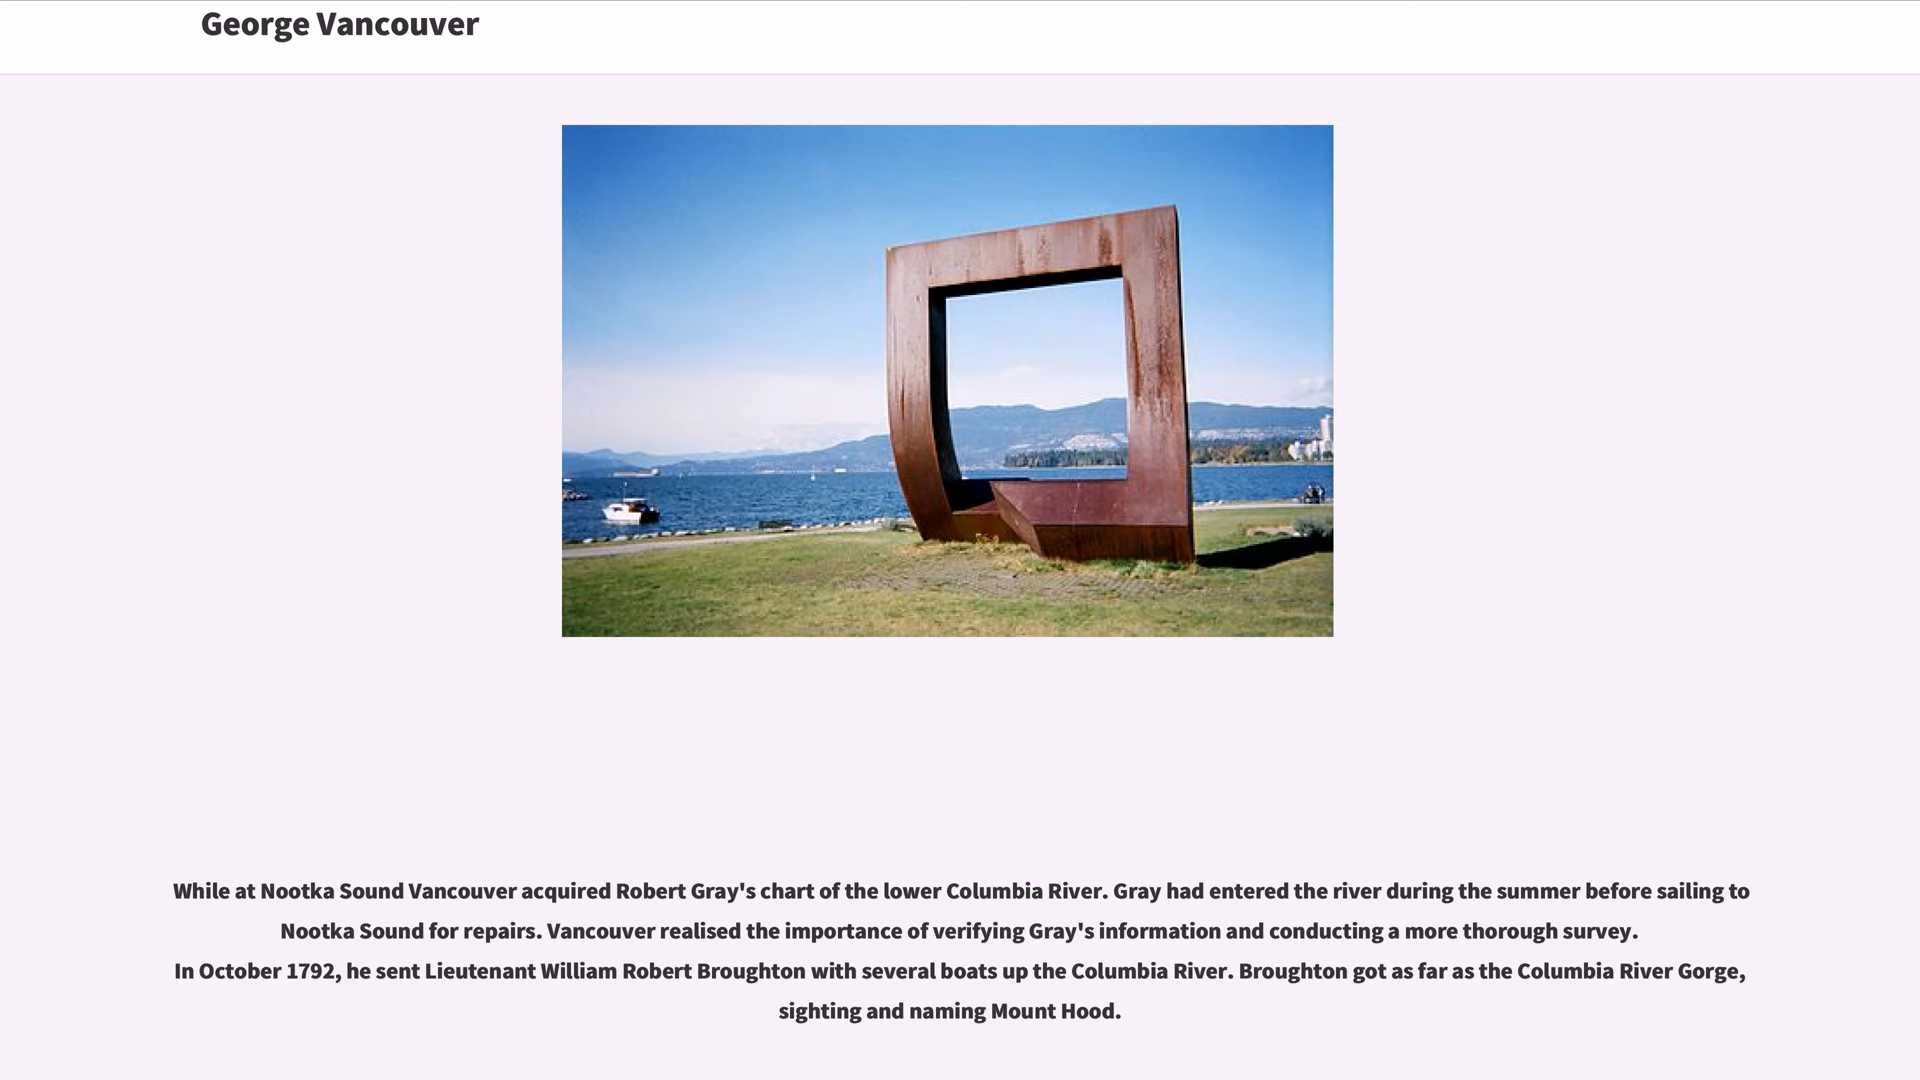 George Vancouver
While at Nootka Sound Vancouver acquired Robert Gray's chart of the lower Columbia River. Gray had entered the river during the summer before sailing to
Nootka Sound for repairs. Vancouver realised the importance of verifying Gray's information and conducting a more thorough survey.
In October 1792, he sent Lieutenant William Robert Broughton with several boats up the Columbia River. Broughton got as far as the Columbia River Gorge,
sighting and naming Mount Hood.